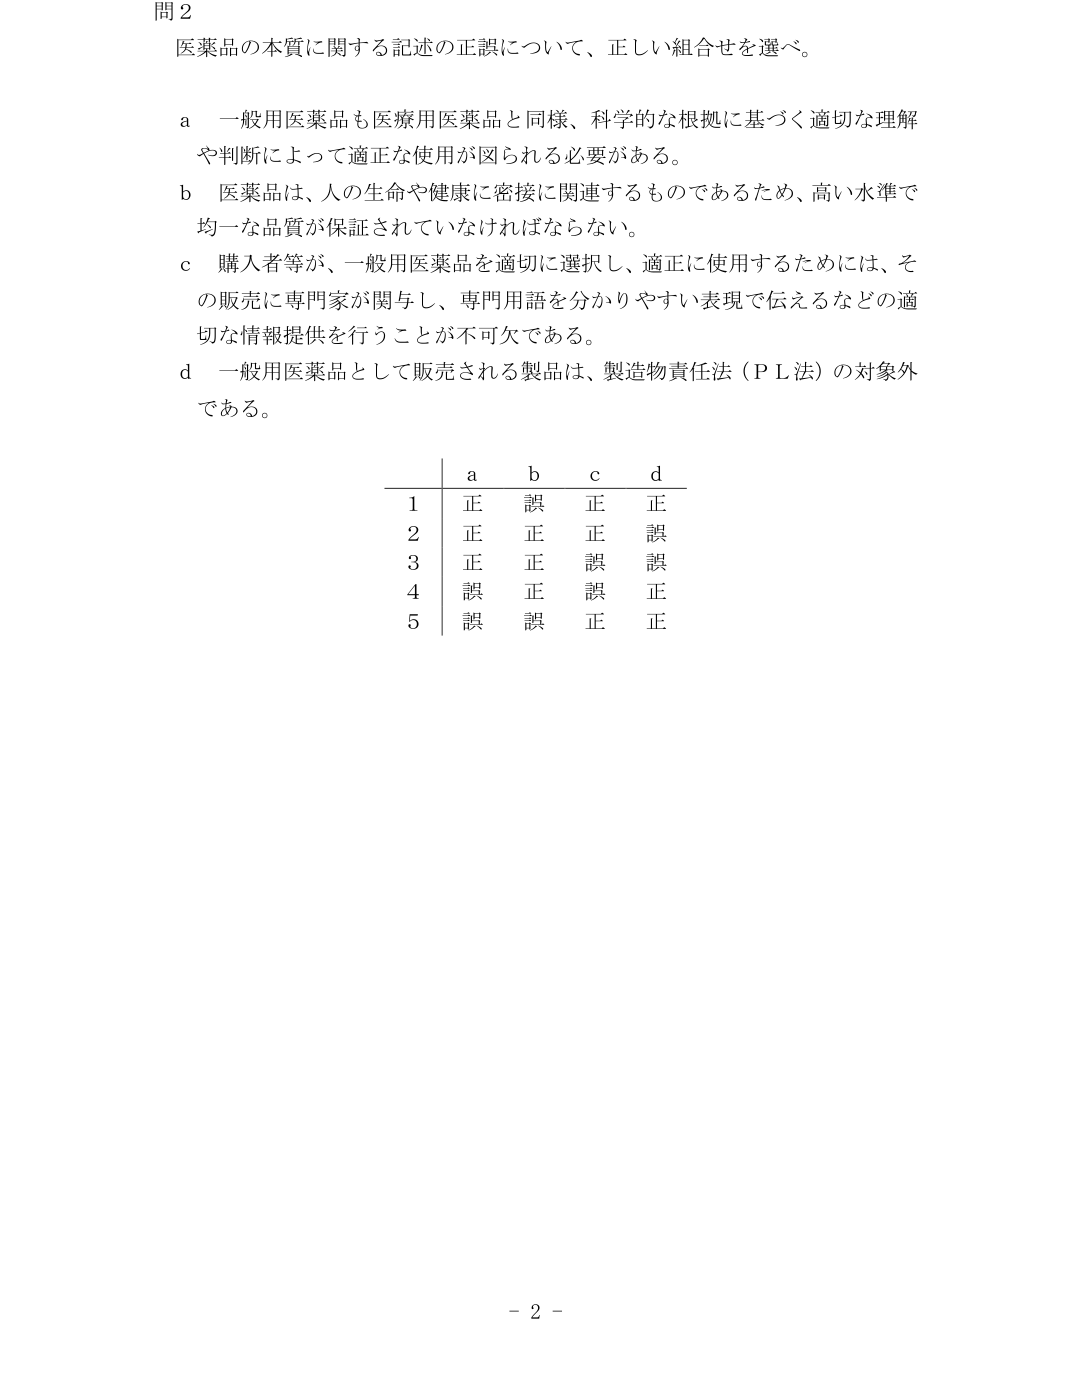 問２
医薬品の本質に関する記述の正誤について、正しい組合せを選べ。
a　一般用医薬品も医療用医薬品と同様、科学的な根拠に基づく適切な理解
や判断によって適正な使用が図られる必要がある。
b　医薬品は、人の生命や健康に密接に関連するものであるため、高い水準で
均一な品質が保証されていなければならない。
c　購入者等が、一般用医薬品を適切に選択し、適正に使用するためには、そ
の販売に専門家が関与し、専門用語を分かりやすい表現で伝えるなどの適
切な情報提供を行うことが不可欠である。
d　一般用医薬品として販売される製品は、製造物責任法（ＰＬ法）の対象外
である。
a b c d
1 正 誤 正 正
2 正 正 正 誤
3 正 正 誤 誤
4 誤 正 誤 正
5 誤 誤 正 正
- 2 -